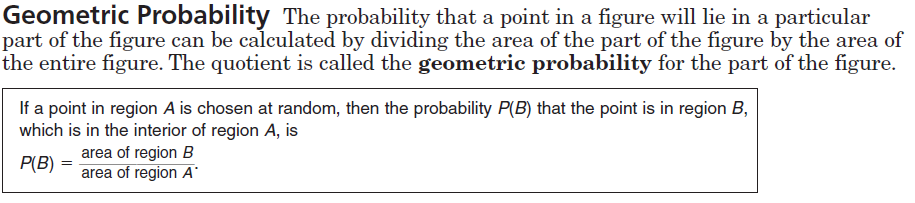 Geometric Probability The probability that a point in a figure will lie in a particular
part of the figure can be calculated by dividing the area of the part of the figure by the area of
the entire figure. The quotient is called the geometric probability for the part of the figure.
If a point in region A is chosen at random, then the probability P(B) that the point is in region B,
which is in the interior of region A, is
P(B) = area of region B / area of region A.